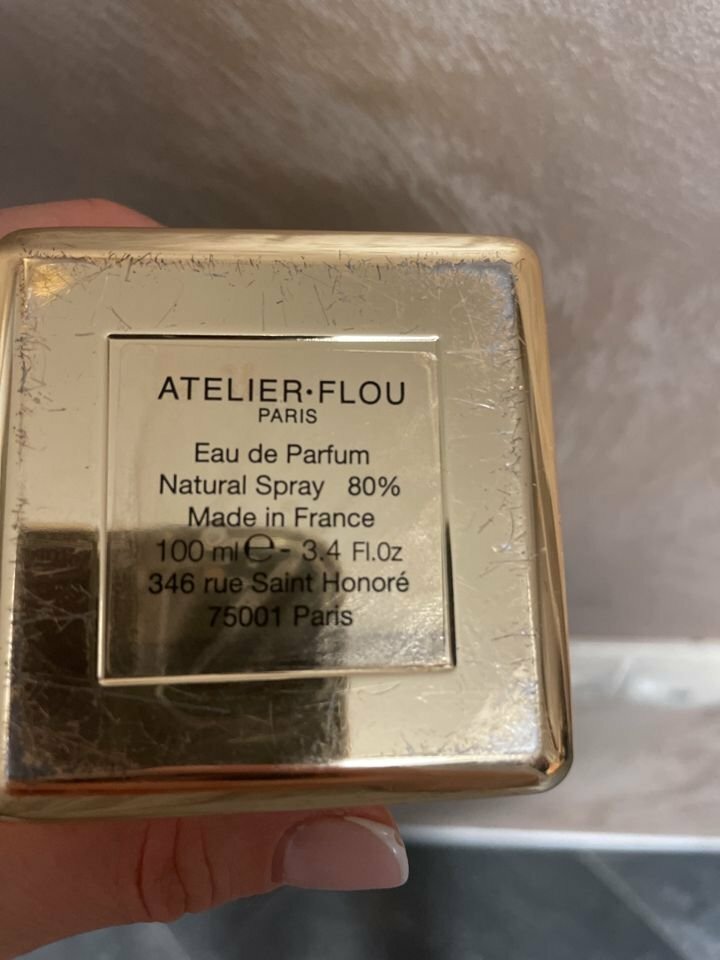 ATELIER·FLOU
PARIS
Eau de Parfum
Natural Spray 80%
Made in France
100 ml ℮ - 3.4 Fl.Oz
346 rue Saint Honoré
75001 Paris